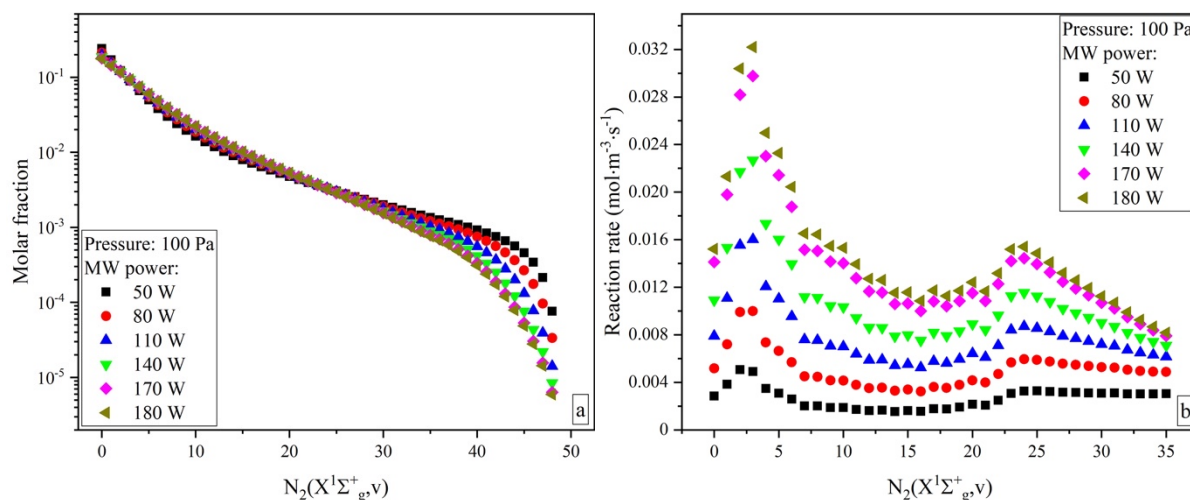 10⁻¹
10⁻²
10⁻³
10⁻⁴
10⁻⁵
Molar fraction
Pressure: 100 Pa
MW power:
50 W
80 W
110 W
140 W
170 W
180 W
a
0 10 20 30 40 50
N₂(X¹Σ⁺g,v)
0.032
0.028
0.024
0.020
0.016
0.012
0.008
0.004
0
Reaction rate (mol·m⁻³·s⁻¹)
Pressure: 100 Pa
MW power:
50 W
80 W
110 W
140 W
170 W
180 W
b
0 5 10 15 20 25 30 35
N₂(X¹Σ⁺g,v)